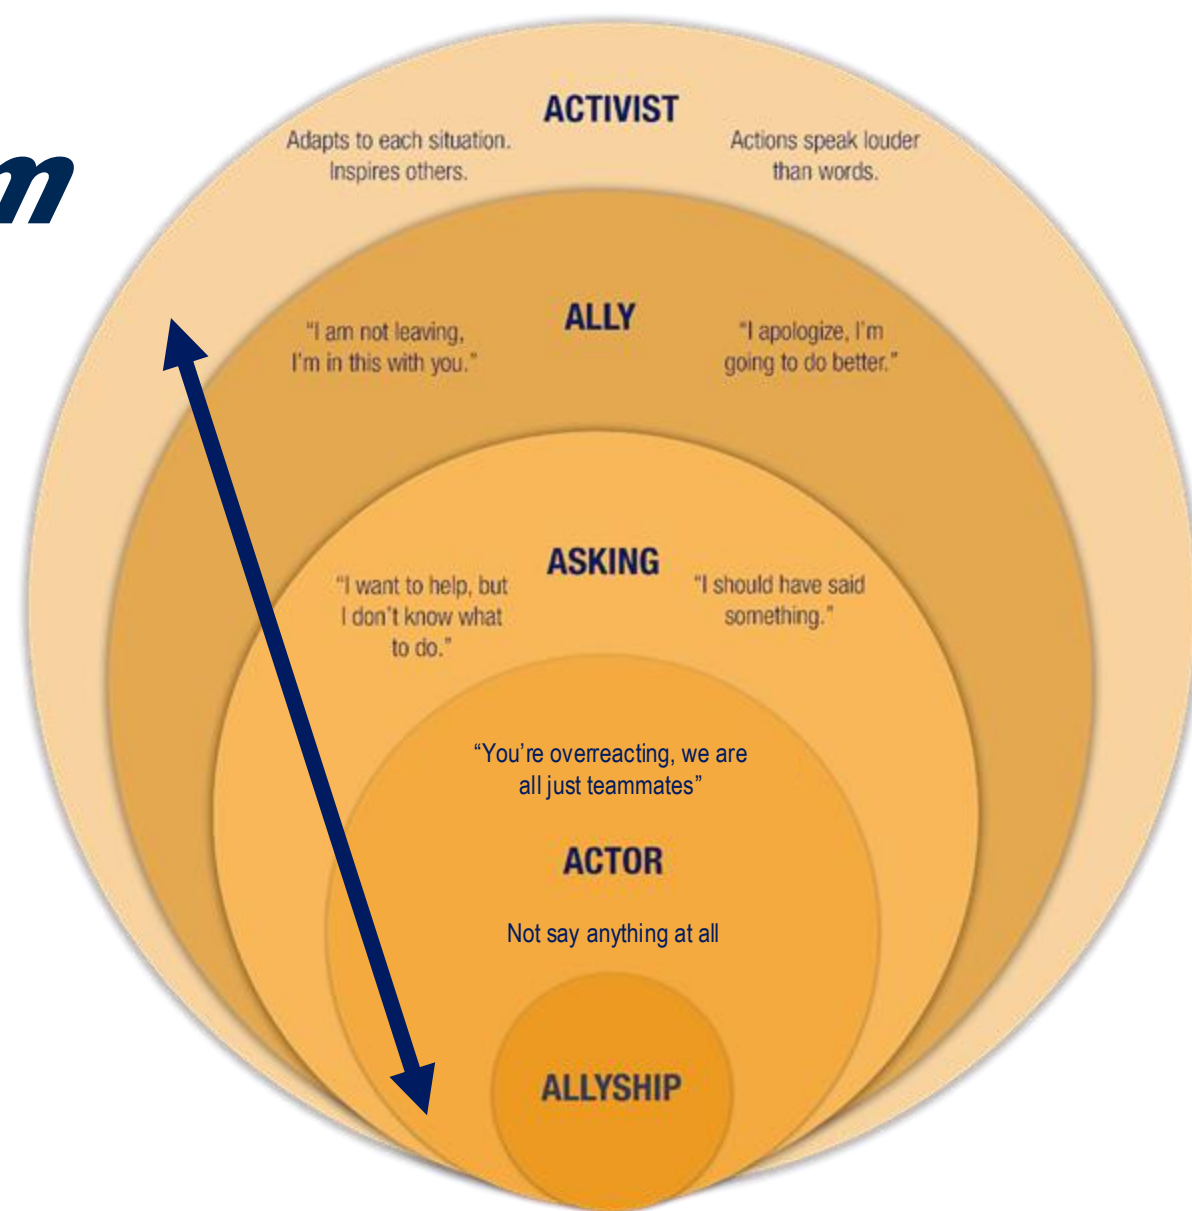 m
ACTIVIST
Adapts to each situation.
Inspires others.
Actions speak louder
than words.
ALLY
“I am not leaving,
I’m in this with you.”
“I apologize, I’m
going to do better.”
ASKING
“I want to help, but
I don’t know what
to do.”
“I should have said
something.”
“You’re overreacting, we are
all just teammates”
ACTOR
Not say anything at all
ALLYSHIP